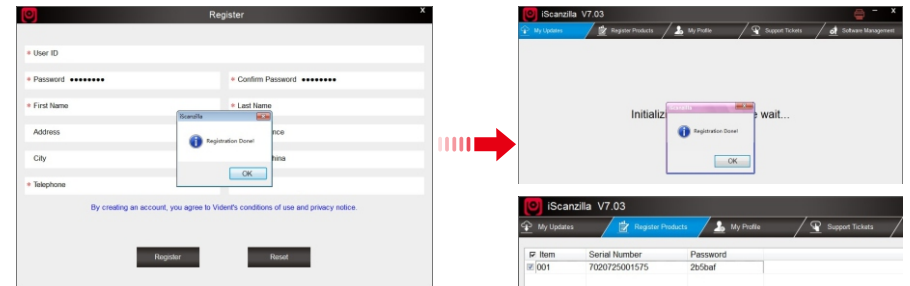 Register
x
* User ID
* Password ●●●●●●●●
* Confirm Password ●●●●●●●●
* First Name
* Last Name
Address
nce
City
hina
* Telephone
iScanzilla
Registration Done!
OK
By creating an account, you agree to Vident's conditions of use and privacy notice.
Register
Reset
iScanzilla V7.03
My Updates
Register Products
My Profile
Support Tickets
Software Management
Initializ
e wait...
Registration Done!
OK
iScanzilla V7.03
My Updates
Register Products
My Profile
Support Tickets
Item Serial Number Password
001 7020725001575 2b5baf